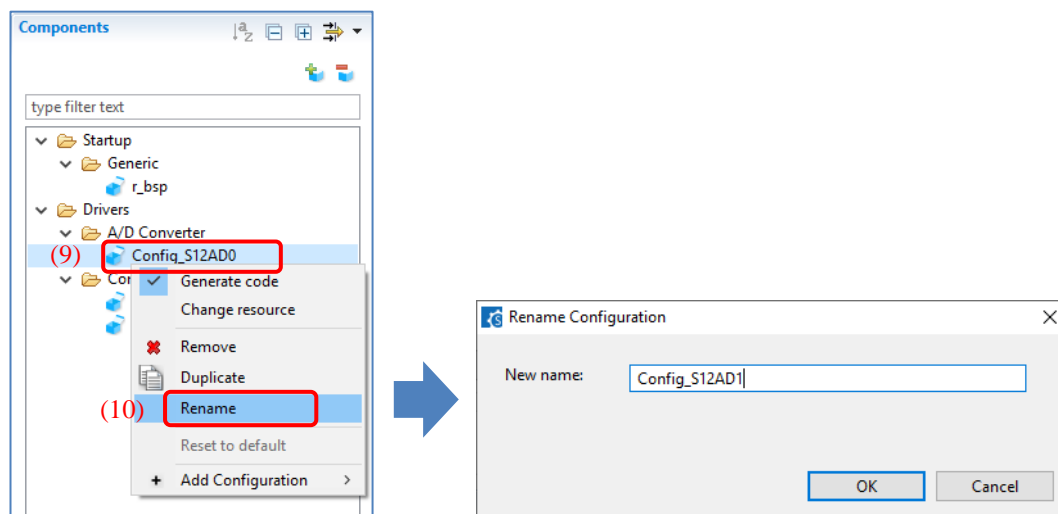 Components
type filter text
Startup
Generic
r_bsp
Drivers
A/D Converter
(9) Config_S12AD0
Generate code
Change resource
Remove
Duplicate
(10) Rename
Reset to default
Add Configuration
Rename Configuration
New name: Config_S12AD1
OK Cancel